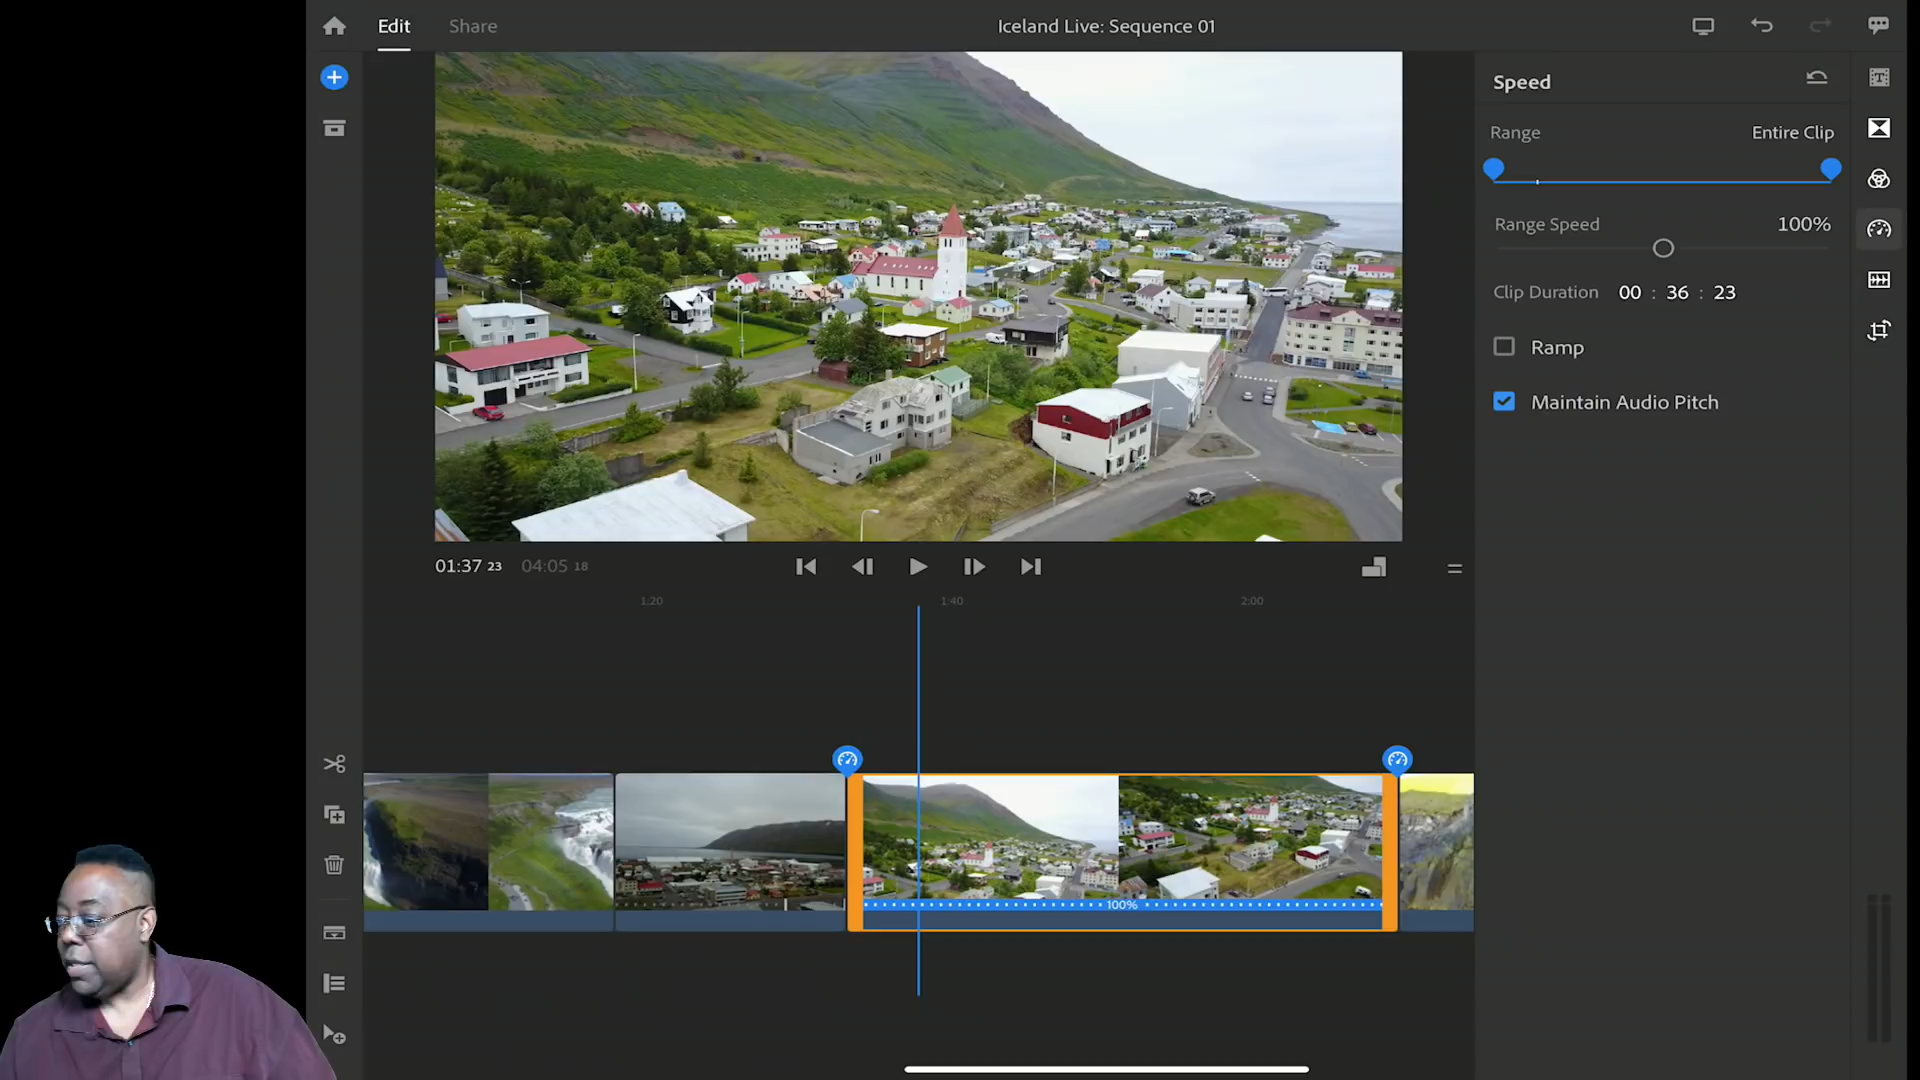 Edit
Share
Iceland Live: Sequence 01
Speed
Range
Entire Clip
Range Speed
100%
Clip Duration 00 : 36 : 23
Ramp
Maintain Audio Pitch
01:37 23
04:05 18
1:20
1:40
2:00
100%